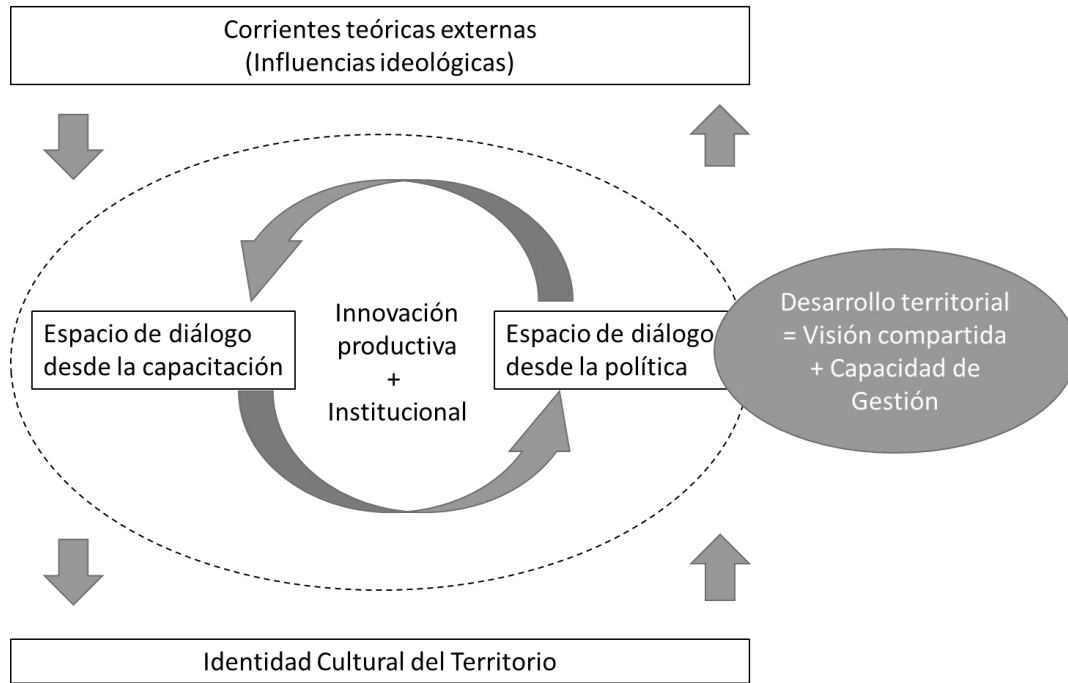 Corrientes teóricas externas
(Influencias ideológicas)
Espacio de diálogo
desde la capacitación
Innovación
productiva
+
Institucional
Espacio de diálogo
desde la política
Desarrollo territorial
= Visión compartida
+ Capacidad de
Gestión
Identidad Cultural del Territorio